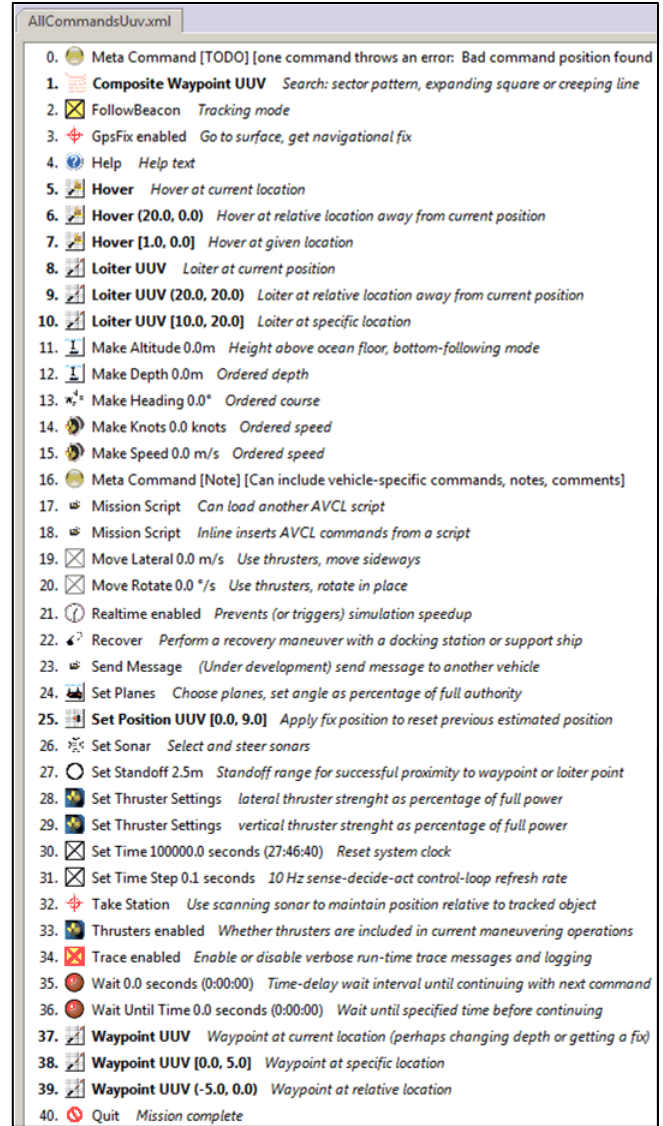 AllCommandsUuv.xml
0. Meta Command [TODO] [one command throws an error: Bad command position found
1. Composite Waypoint UUV Search: sector pattern, expanding square or creeping line
2. FollowBeacon Tracking mode
3. GpsFix enabled Go to surface, get navigational fix
4. Help Help text
5. Hover Hover at current location
6. Hover (20.0, 0.0) Hover at relative location away from current position
7. Hover [1.0, 0.0] Hover at given location
8. Loiter UUV Loiter at current position
9. Loiter UUV (20.0, 20.0) Loiter at relative location away from current position
10. Loiter UUV [10.0, 20.0] Loiter at specific location
11. Make Altitude 0.0m Height above ocean floor, bottom-following mode
12. Make Depth 0.0m Ordered depth
13. Make Heading 0.0° Ordered course
14. Make Knots 0.0 knots Ordered speed
15. Make Speed 0.0 m/s Ordered speed
16. Meta Command [Note] [Can include vehicle-specific commands, notes, comments]
17. Mission Script Can load another AVCL script
18. Mission Script Inline inserts AVCL commands from a script
19. Move Lateral 0.0 m/s Use thrusters, move sideways
20. Move Rotate 0.0 °/s Use thrusters, rotate in place
21. Realtime enabled Prevents (or triggers) simulation speedup
22. Recover Perform a recovery maneuver with a docking station or support ship
23. Send Message (Under development) send message to another vehicle
24. Set Planes Choose planes, set angle as percentage of full authority
25. Set Position UUV [0.0, 9.0] Apply fix position to reset previous estimated position
26. Set Sonar Select and steer sonars
27. Set Standoff 2.5m Standoff range for successful proximity to waypoint or loiter point
28. Set Thruster Settings lateral thruster strenght as percentage of full power
29. Set Thruster Settings vertical thruster strenght as percentage of full power
30. Set Time 100000.0 seconds (27:46:40) Reset system clock
31. Set Time Step 0.1 seconds 10 Hz sense-decide-act control-loop refresh rate
32. Take Station Use scanning sonar to maintain position relative to tracked object
33. Thrusters enabled Whether thrusters are included in current maneuvering operations
34. Trace enabled Enable or disable verbose run-time trace messages and logging
35. Wait 0.0 seconds (0:00:00) Time-delay wait interval until continuing with next command
36. Wait Until Time 0.0 seconds (0:00:00) Wait until specified time before continuing
37. Waypoint UUV Waypoint at current location (perhaps changing depth or getting a fix)
38. Waypoint UUV [0.0, 5.0] Waypoint at specific location
39. Waypoint UUV (-5.0, 0.0) Waypoint at relative location
40. Quit Mission complete